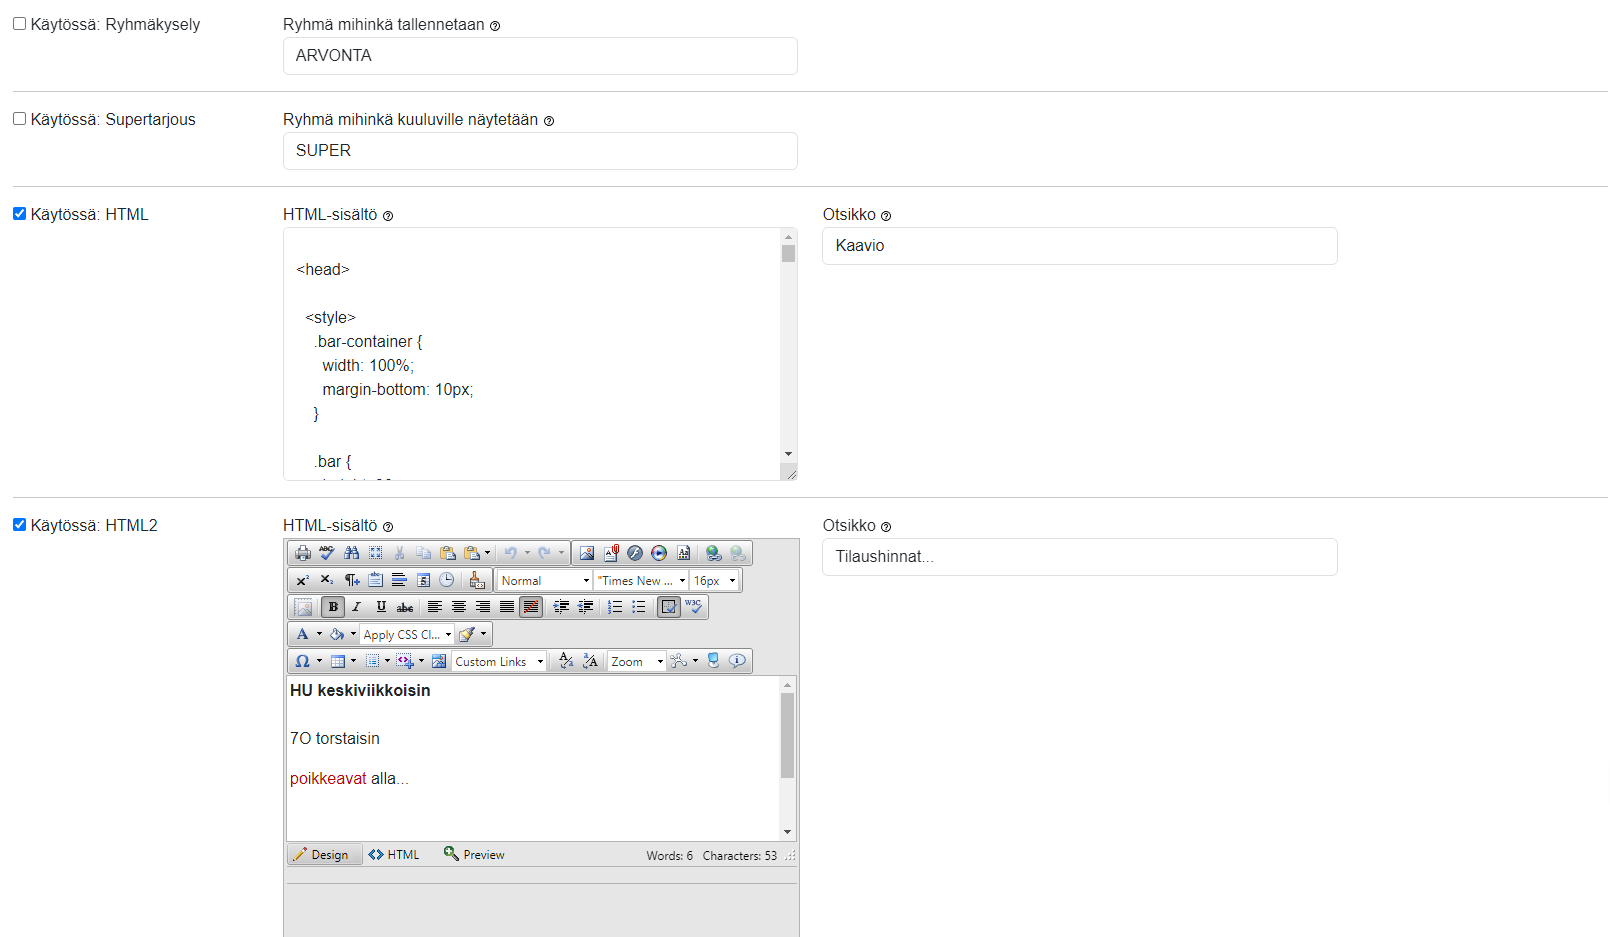 Käytössä: Ryhmäkysely
Ryhmä mihinkä tallennetaan
ARVONTA
Käytössä: Supertarjous
Ryhmä mihinkä kuuluville näytetään
SUPER
Käytössä: HTML
HTML-sisältö
Otsikko
Kaavio
<head>
<style>
.bar-container {
width: 100%;
margin-bottom: 10px;
}
.bar {
Käytössä: HTML2
HTML-sisältö
Otsikko
Tilaushinnat...
Normal
"Times New ...
16px
Apply CSS Cl...
Custom Links
Zoom
HU keskiviikkoisin
7O torstaisin
poikkeavat alla...
Design
HTML
Preview
Words: 6
Characters: 53